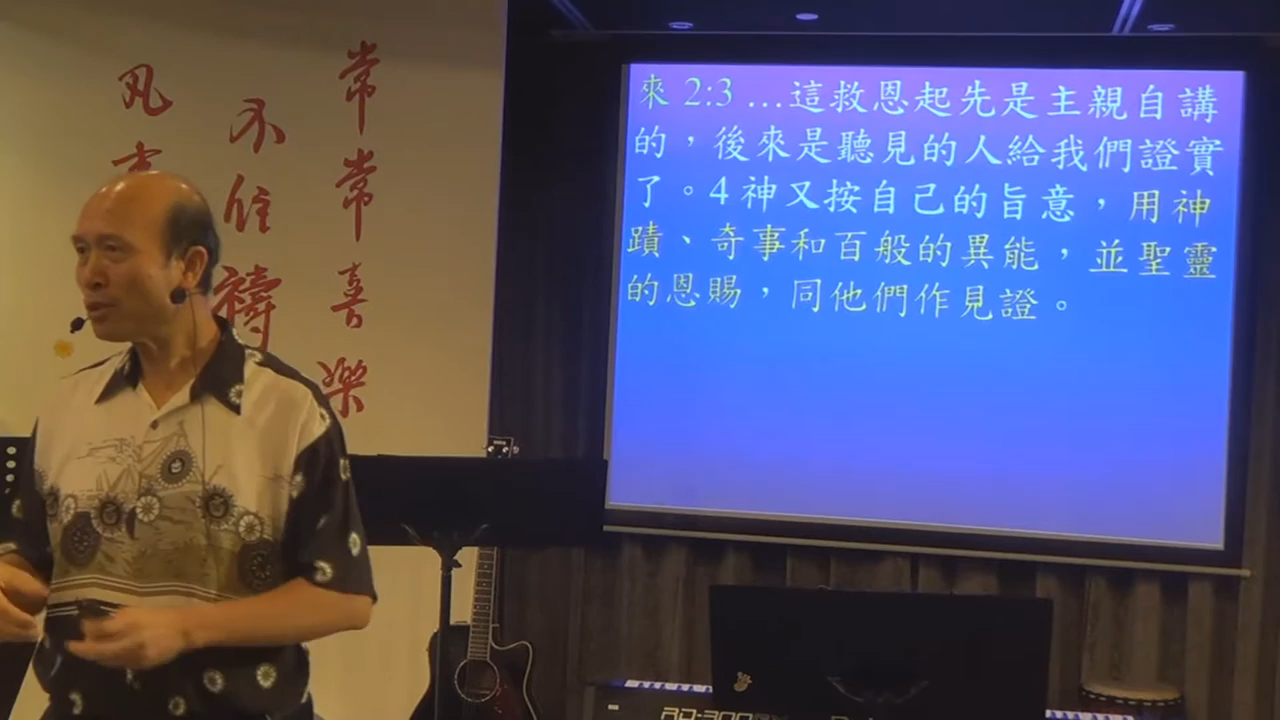 常常喜樂
不住禱
凡
來 2:3 …這救恩起先是主親自講
的，後來是聽見的人給我們證實
了。4 神又按自己的旨意，用神
蹟、奇事和百般的異能，並聖靈
的恩賜，同他們作見證。